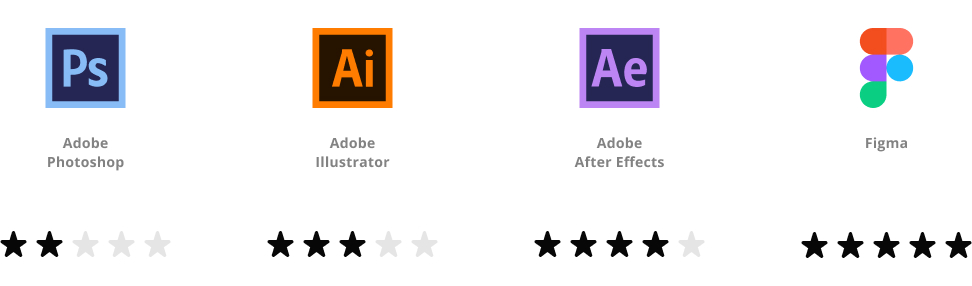 Ps
Ai
Ae
Adobe
Photoshop
Adobe
Illustrator
Adobe
After Effects
Figma